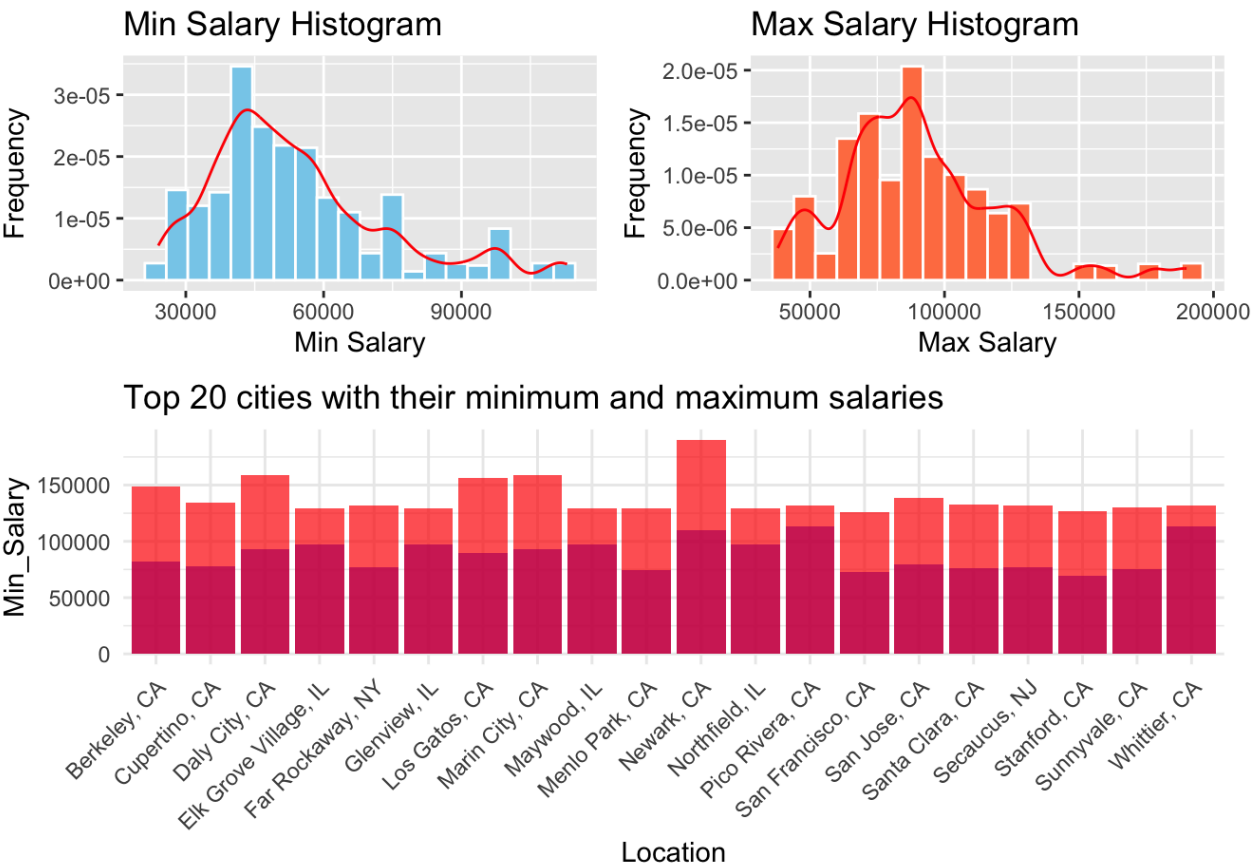 Min Salary Histogram
3e-05
2e-05
1e-05
0e+00
Frequency
30000 60000 90000
Min Salary
Max Salary Histogram
2.0e-05
1.5e-05
1.0e-05
5.0e-06
0.0e+00
Frequency
50000 100000 150000 200000
Max Salary
Top 20 cities with their minimum and maximum salaries
150000
100000
50000
0
Min_Salary
Berkeley, CA
Cupertino, CA
Daly City, CA
Elk Grove Village, IL
Far Rockaway, NY
Glenview, IL
Los Gatos, CA
Marin City, CA
Maywood, IL
Menlo Park, CA
Newark, CA
Northfield, IL
Pico Rivera, CA
San Francisco, CA
San Jose, CA
Santa Clara, CA
Secaucus, NJ
Stanford, CA
Sunnyvale, CA
Whittier, CA
Location